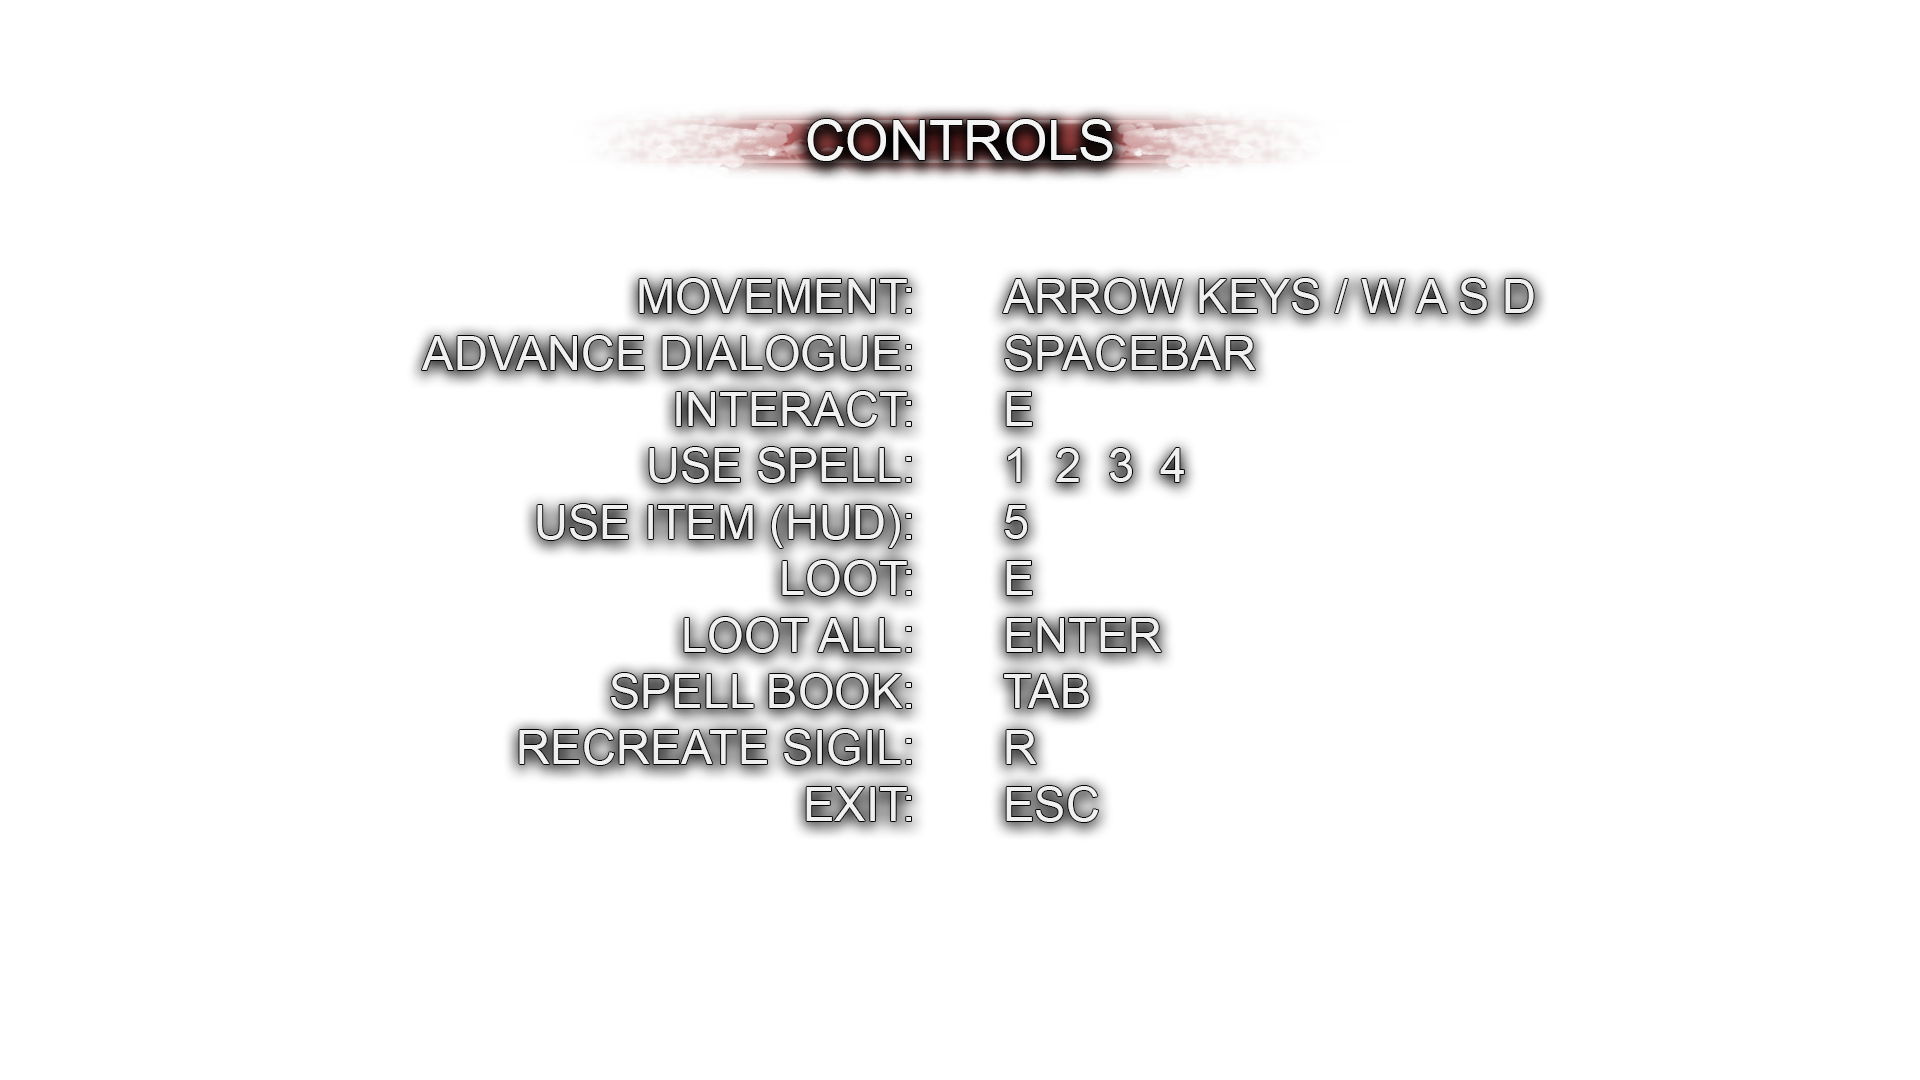 CONTROLS
MOVEMENT: ARROW KEYS / W A S D
ADVANCE DIALOGUE: SPACEBAR
INTERACT: E
USE SPELL: 1 2 3 4
USE ITEM (HUD): 5
LOOT: E
LOOT ALL: ENTER
SPELL BOOK: TAB
RECREATE SIGIL: R
EXIT: ESC